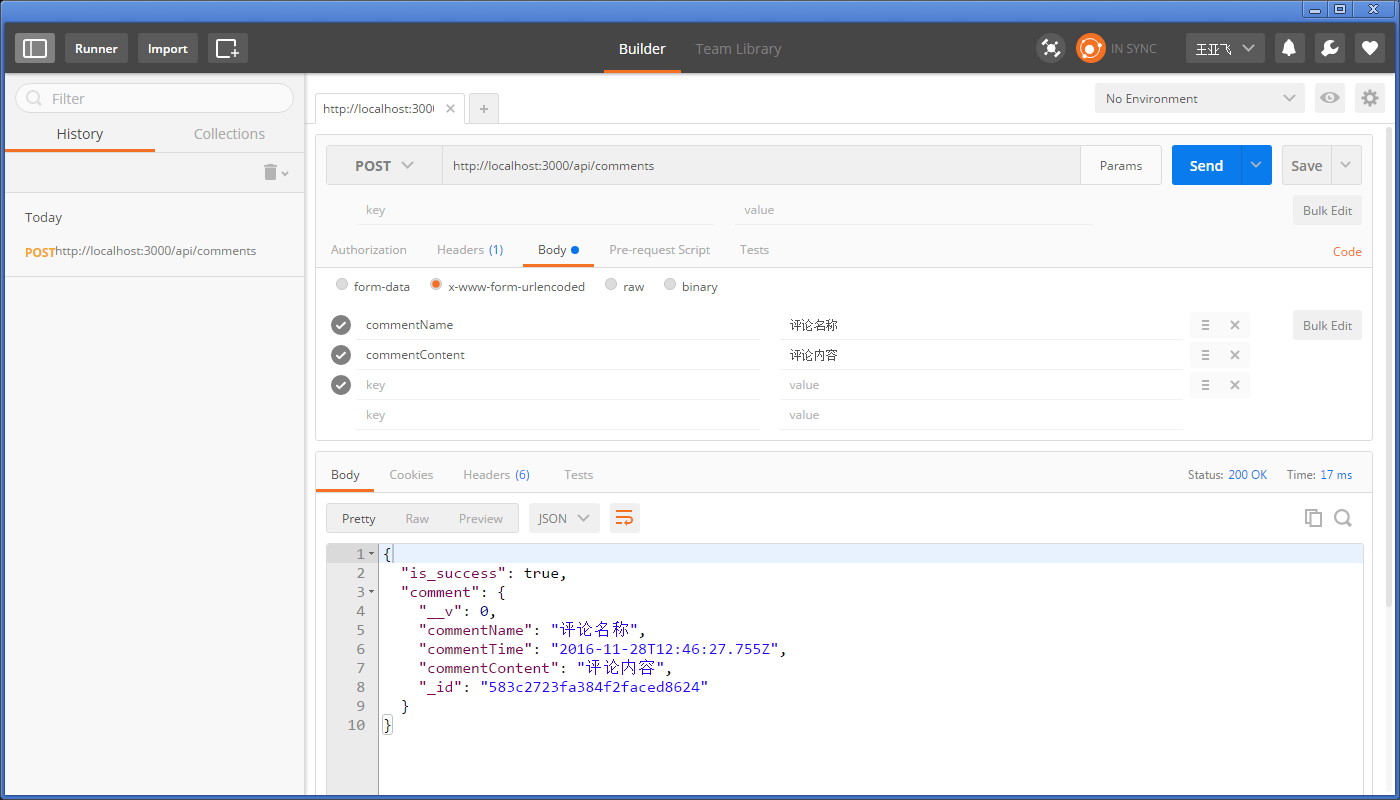 Runner Import Builder Team Library IN SYNC 王亚飞
Filter
History Collections
Today
POST http://localhost:3000/api/comments
http://localhost:3000 +
No Environment
POST http://localhost:3000/api/comments Params Send Save
key value Bulk Edit
Authorization Headers (1) Body Pre-request Script Tests Code
form-data x-www-form-urlencoded raw binary
commentName 评论名称 Bulk Edit
commentContent 评论内容
key value
key value
Body Cookies Headers (6) Tests Status: 200 OK Time: 17 ms
Pretty Raw Preview JSON
1 {
2 "is_success": true,
3 "comment": {
4 "__v": 0,
5 "commentName": "评论名称",
6 "commentTime": "2016-11-28T12:46:27.755Z",
7 "commentContent": "评论内容",
8 "_id": "583c2723fa384f2faced8624"
9 }
10 }